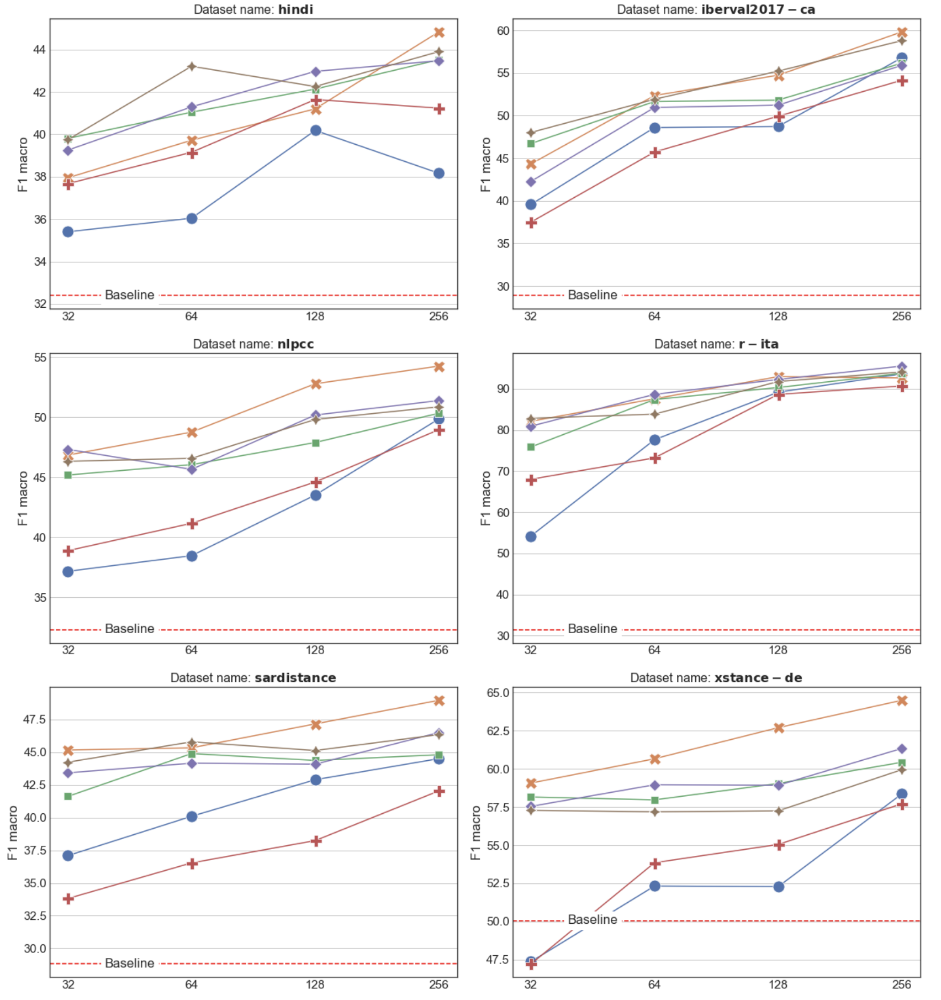 Dataset name: hindi
F1 macro
44
42
40
38
36
34
32
Baseline
32 64 128 256
Dataset name: iberval2017 – ca
F1 macro
60
55
50
45
40
35
30
Baseline
32 64 128 256
Dataset name: nlpcc
F1 macro
55
50
45
40
35
Baseline
32 64 128 256
Dataset name: r – ita
F1 macro
90
80
70
60
50
40
30
Baseline
32 64 128 256
Dataset name: sardistance
F1 macro
47.5
45.0
42.5
40.0
37.5
35.0
32.5
30.0
Baseline
32 64 128 256
Dataset name: xstance – de
F1 macro
65.0
62.5
60.0
57.5
55.0
52.5
50.0
47.5
Baseline
32 64 128 256